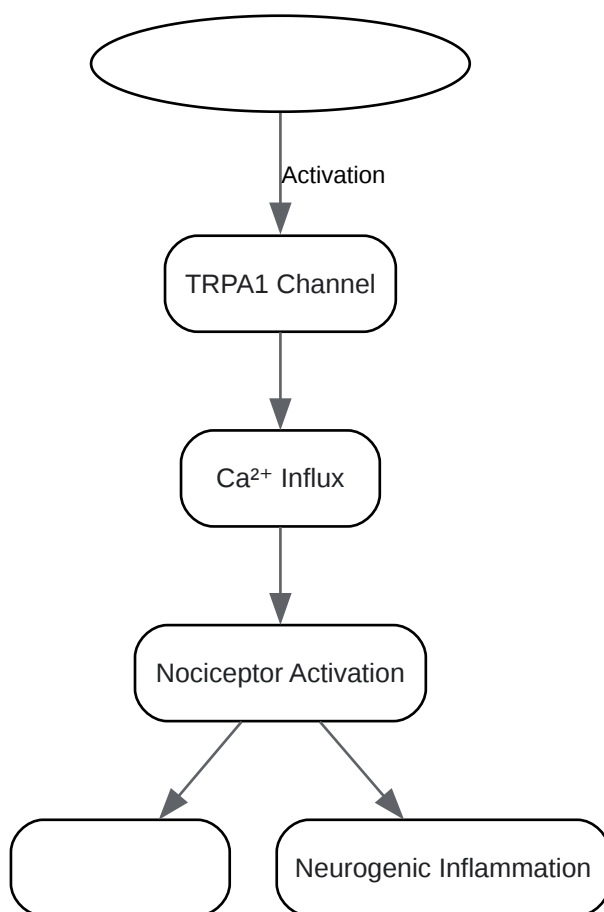 Activation
TRPA1 Channel
Ca²⁺ Influx
Nociceptor Activation
Neurogenic Inflammation